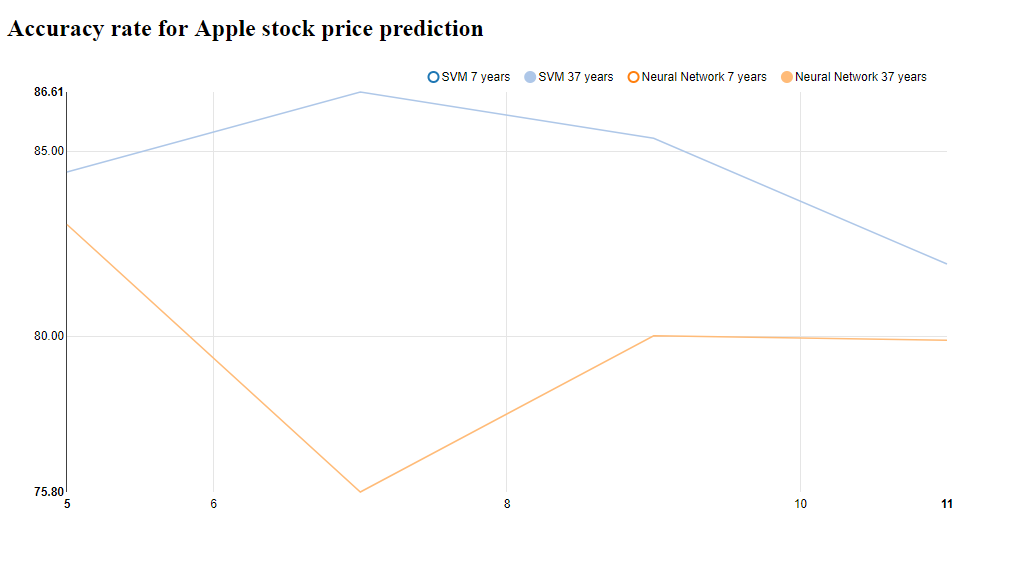 Accuracy rate for Apple stock price prediction
SVM 7 years SVM 37 years Neural Network 7 years Neural Network 37 years
86.61
85.00
80.00
75.80
5 6 8 10 11